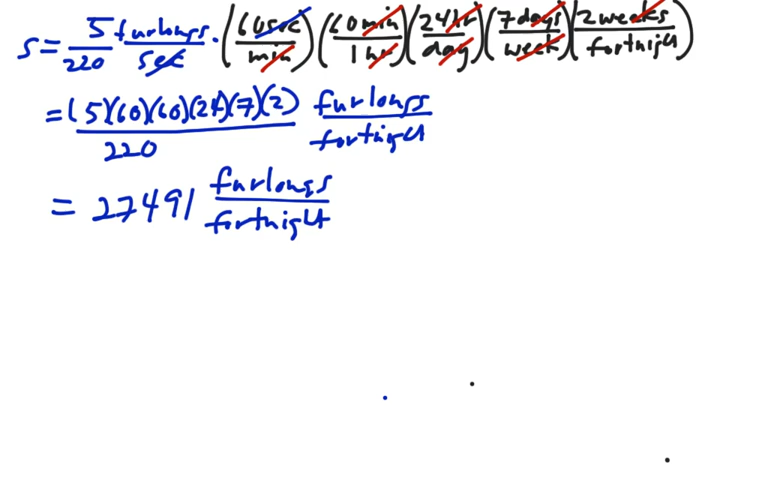 s = 5/220 furlongs/sec · (60 sec/min)(60 min/1 hr)(24 hr/day)(7 days/week)(2 weeks/fortnight)
= (5)(60)(60)(24)(7)(2)/220 furlongs/fortnight
= 27491 furlongs/fortnight